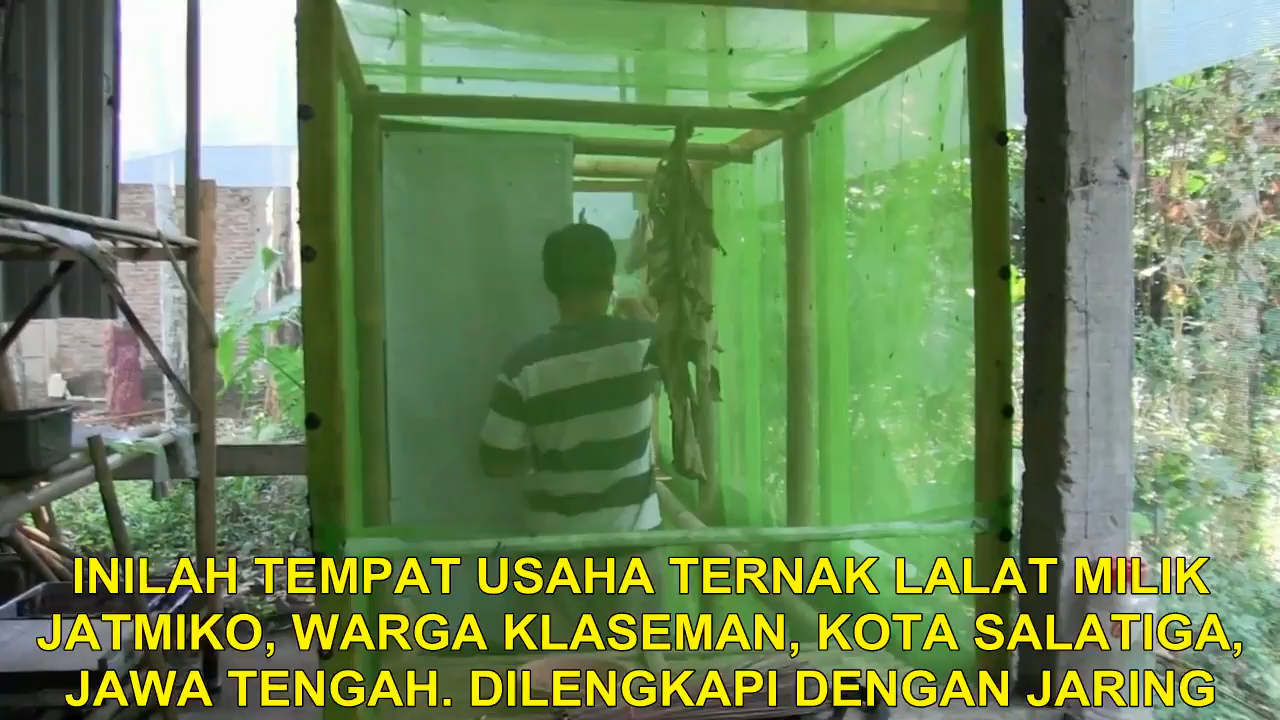 INILAH TEMPAT USAHA TERNAK LALAT MILIK
JATMIKO, WARGA KLASEMAN, KOTA SALATIGA,
JAWA TENGAH. DILENGKAPI DENGAN JARING